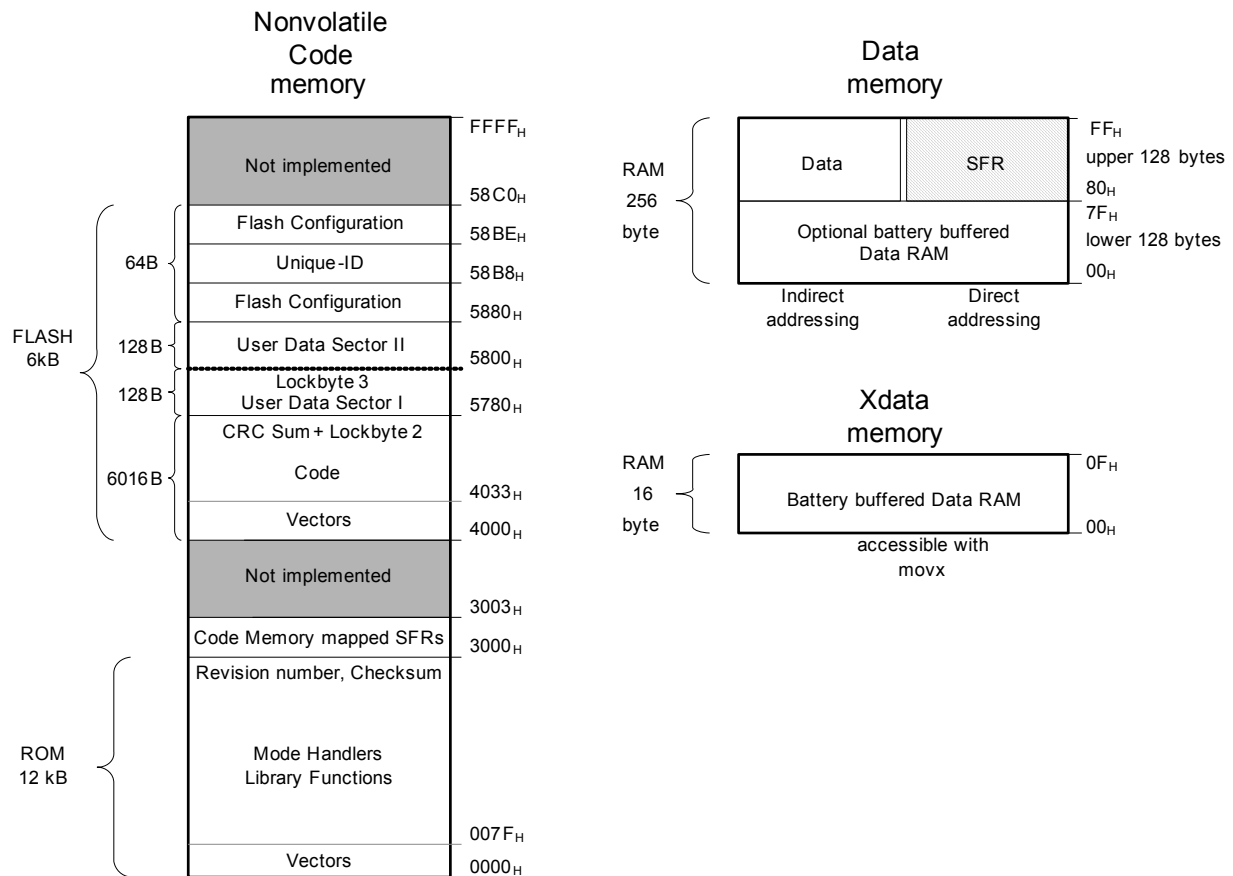 Nonvolatile
Code
memory
FFFFH
Not implemented
58C0H
Flash Configuration
58BEH
64B
Unique-ID
58B8H
Flash Configuration
5880H
FLASH
6kB
128B
User Data Sector II
5800H
128B
Lockbyte 3
User Data Sector I
5780H
CRC Sum + Lockbyte 2
6016B
Code
4033H
Vectors
4000H
Not implemented
3003H
Code Memory mapped SFRs
3000H
Revision number, Checksum
ROM
12 kB
Mode Handlers
Library Functions
007FH
Vectors
0000H
Data
memory
RAM
256
byte
Data
SFR
FFH
upper 128 bytes
80H
7FH
lower 128 bytes
00H
Optional battery buffered
Data RAM
Indirect
addressing
Direct
addressing
Xdata
memory
RAM
16
byte
0FH
Battery buffered Data RAM
00H
accessible with
movx